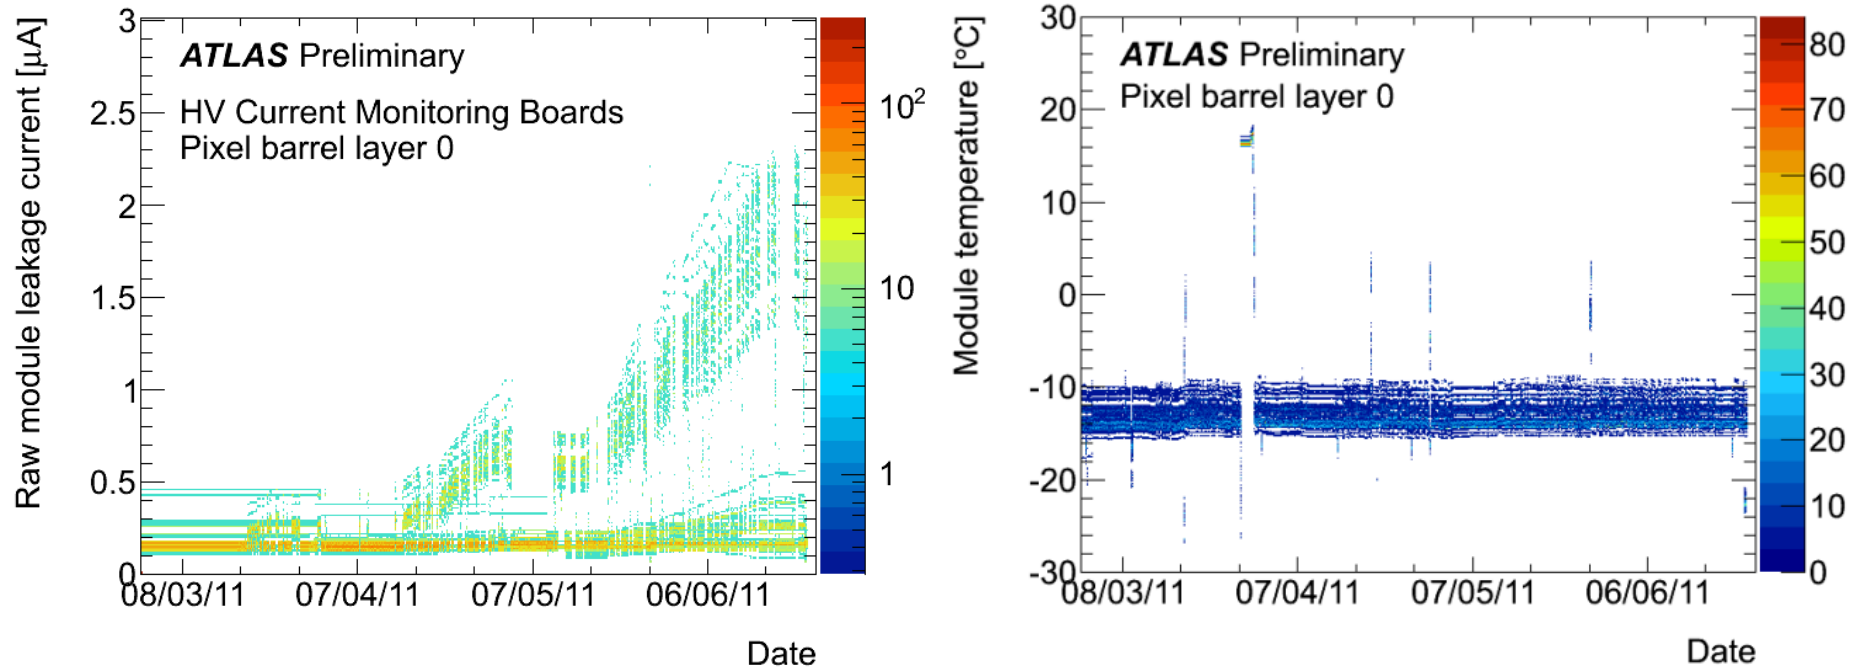 Raw module leakage current [µA]
3
2.5
2
1.5
1
0.5
0
ATLAS Preliminary
HV Current Monitoring Boards
Pixel barrel layer 0
10²
10
1
08/03/11 07/04/11 07/05/11 06/06/11
Date
Module temperature [°C]
30
20
10
0
-10
-20
-30
ATLAS Preliminary
Pixel barrel layer 0
80
70
60
50
40
30
20
10
0
08/03/11 07/04/11 07/05/11 06/06/11
Date